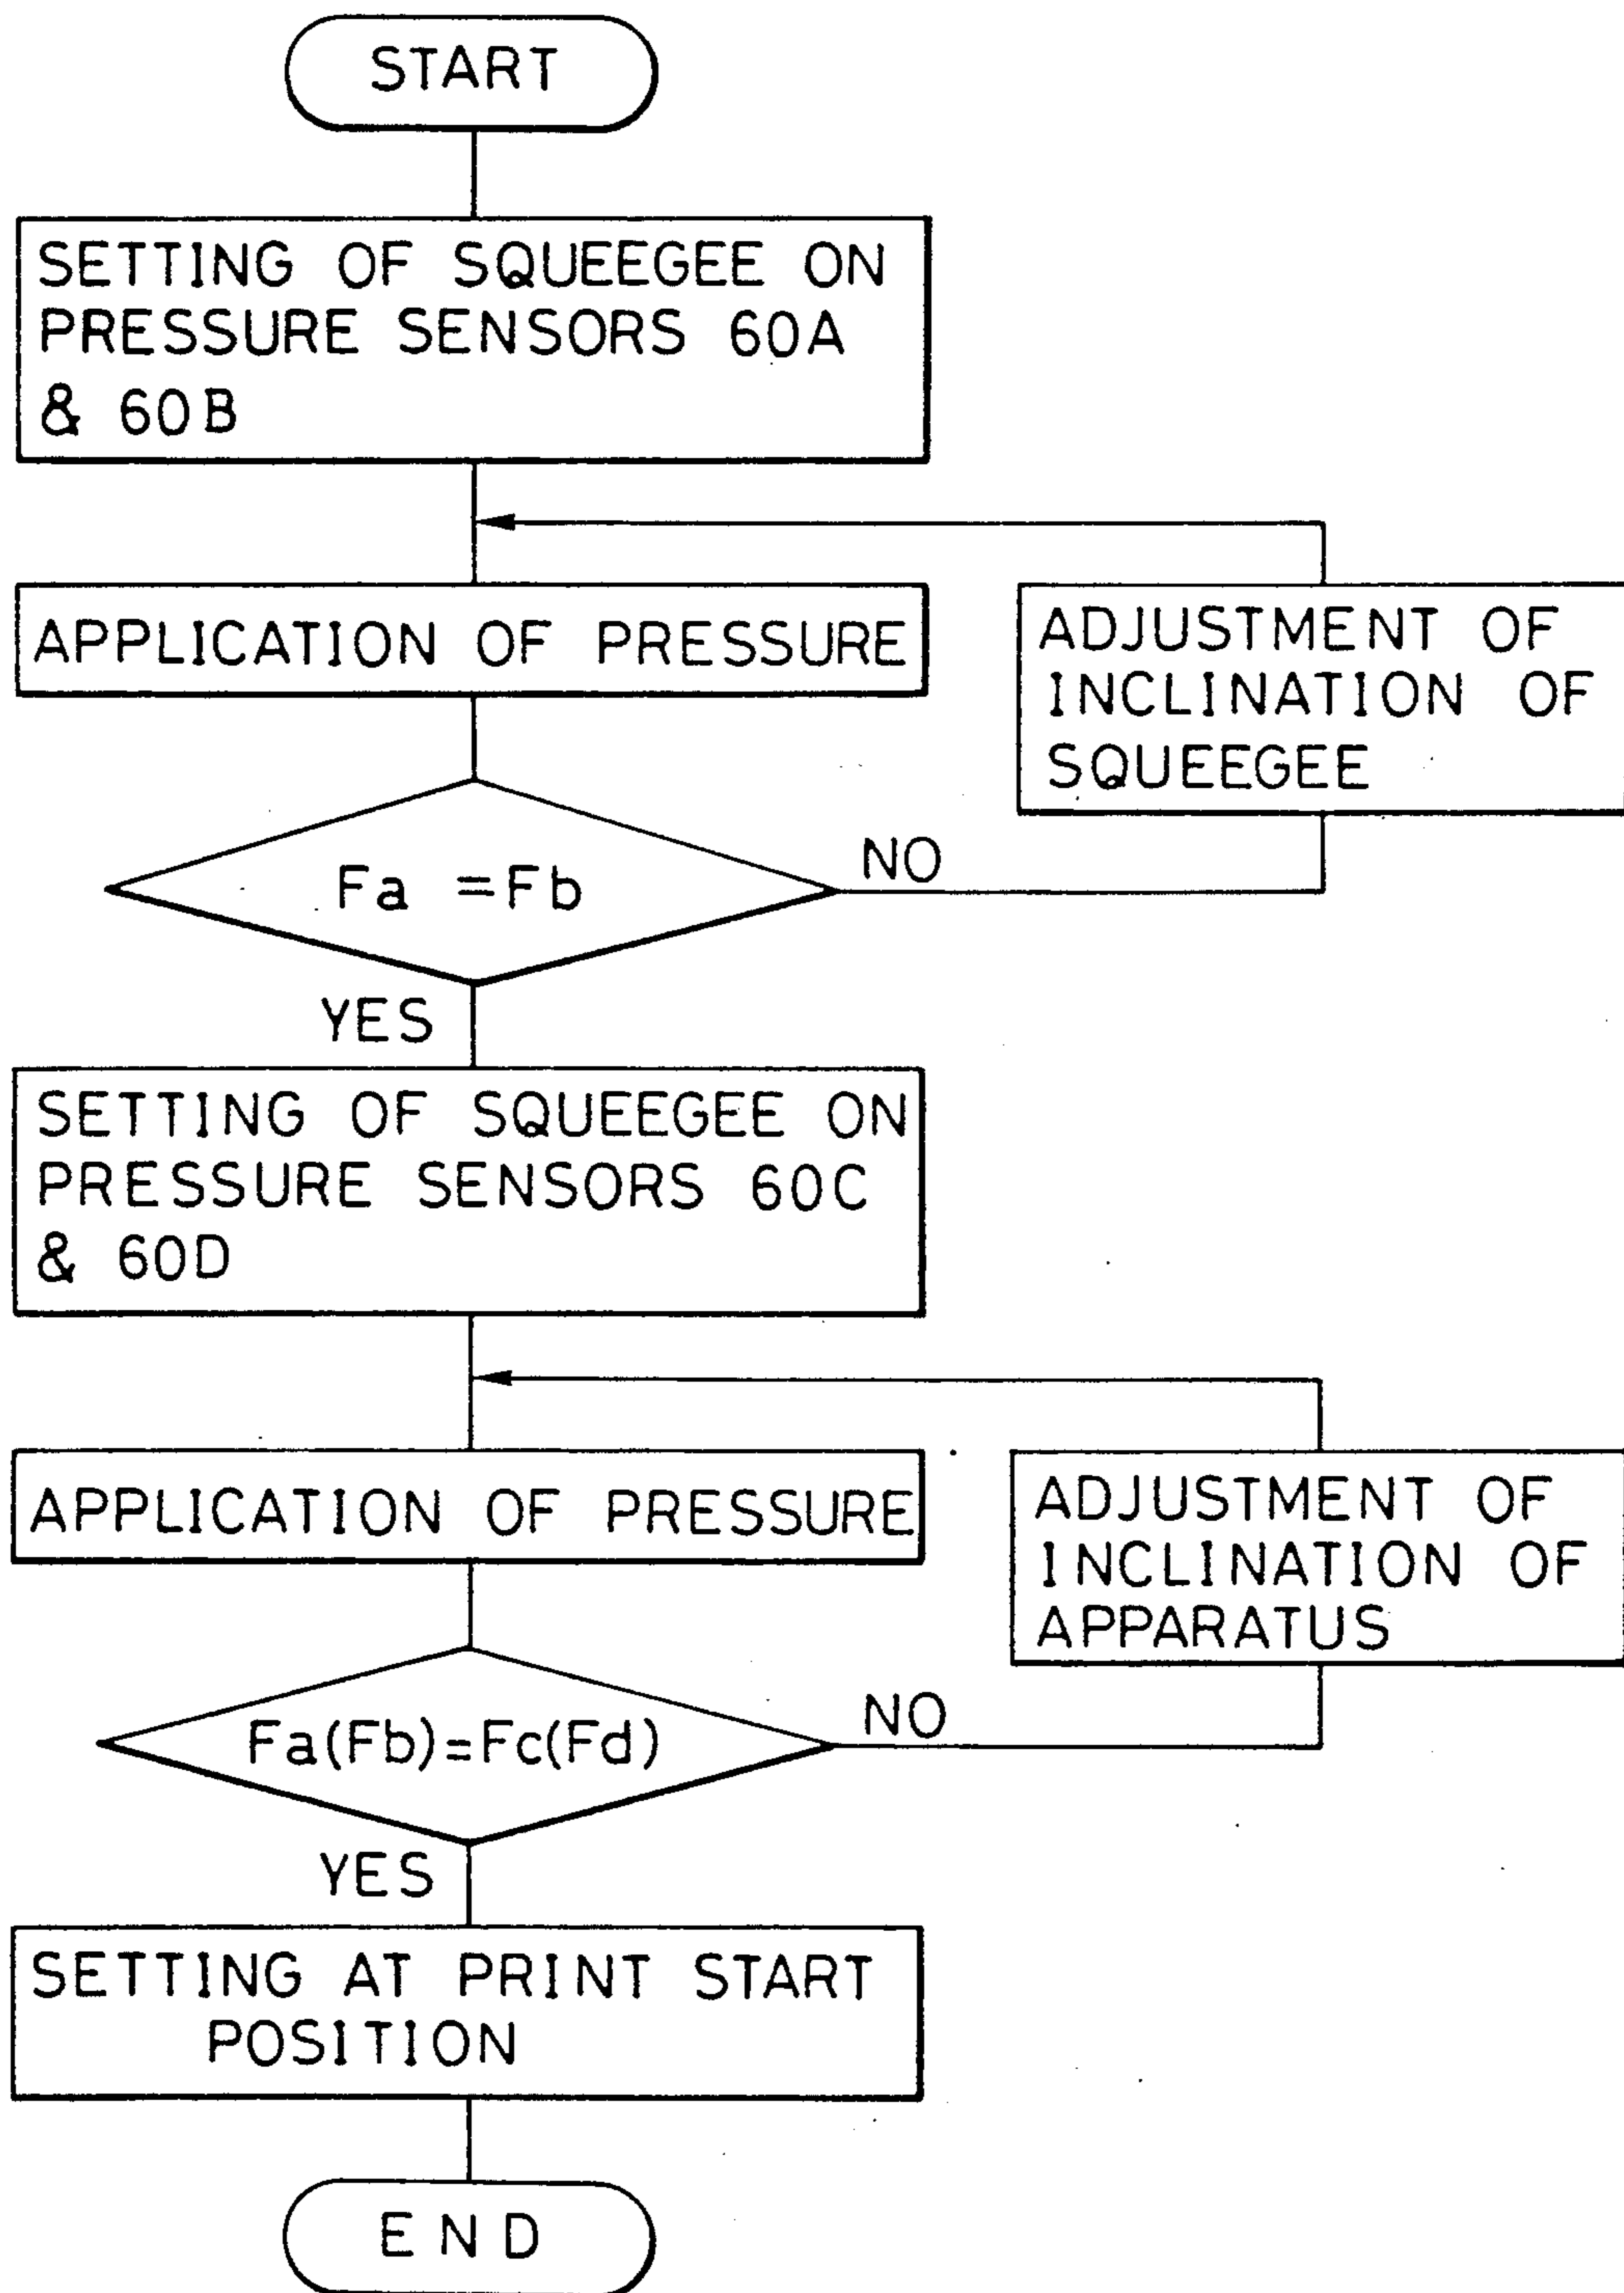 START
SETTING OF SQUEEGEE ON
PRESSURE SENSORS 60A
& 60B
APPLICATION OF PRESSURE
ADJUSTMENT OF
INCLINATION OF
SQUEEGEE
Fa =Fb
NO
YES
SETTING OF SQUEEGEE ON
PRESSURE SENSORS 60C
& 60D
APPLICATION OF PRESSURE
ADJUSTMENT OF
INCLINATION OF
APPARATUS
Fa(Fb)=Fc(Fd)
NO
YES
SETTING AT PRINT START
POSITION
END